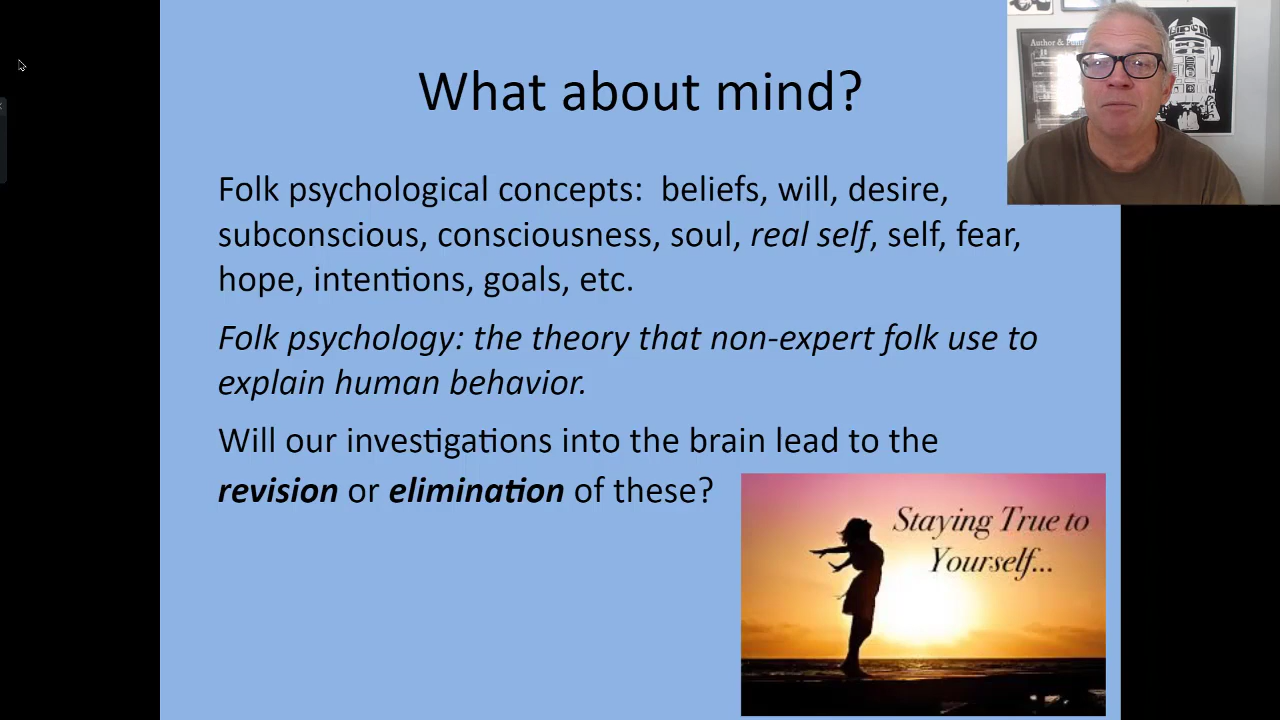 What about mind?
Author & Pu
Folk psychological concepts:  beliefs, will, desire,
subconscious, consciousness, soul, real self, self, fear,
hope, intentions, goals, etc.
Folk psychology: the theory that non-expert folk use to
explain human behavior.
Will our investigations into the brain lead to the
revision or elimination of these?
Staying True to
Yourself...